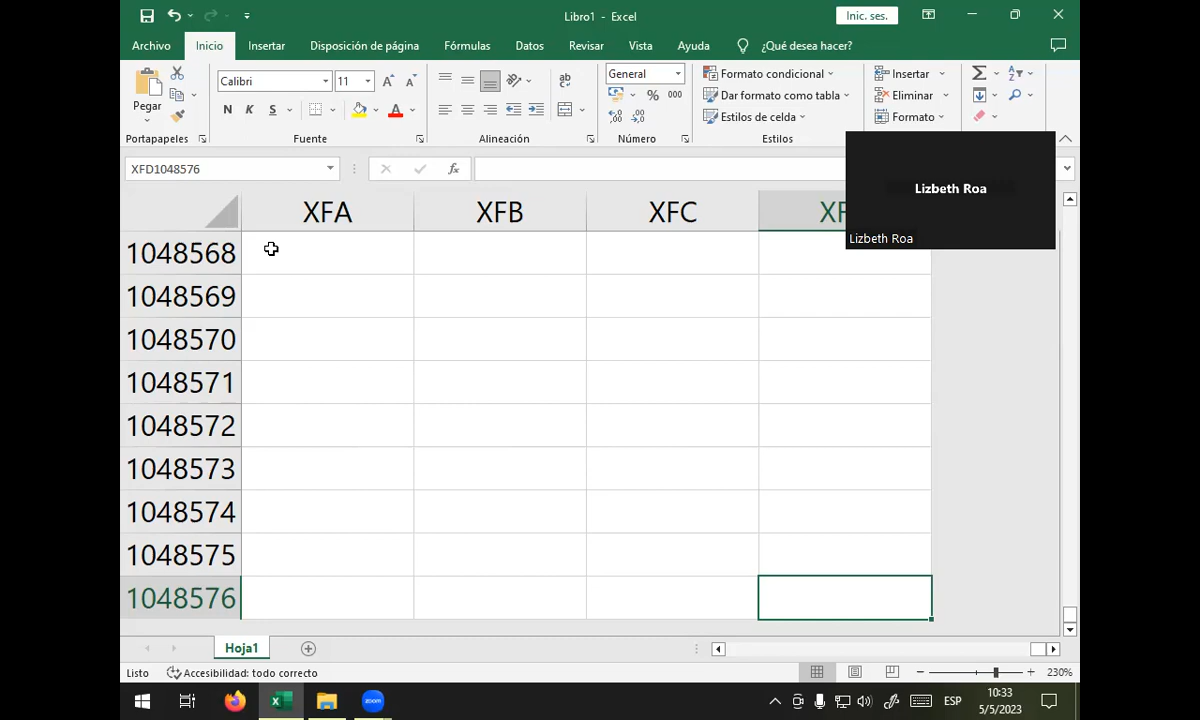 Libro1 - Excel
Inic. ses.
Archivo Inicio Insertar Disposición de página Fórmulas Datos Revisar Vista Ayuda ¿Qué desea hacer?
Pegar
Calibri 11
N K S
General
% 000
Formato condicional
Dar formato como tabla
Estilos de celda
Insertar
Eliminar
Formato
Portapapeles Fuente Alineación Número Estilos
XFD1048576
fx
Lizbeth Roa
Lizbeth Roa
XFA XFB XFC
1048568
1048569
1048570
1048571
1048572
1048573
1048574
1048575
1048576
Hoja1
Listo Accesibilidad: todo correcto 230%
zoom
ESP
10:33
5/5/2023